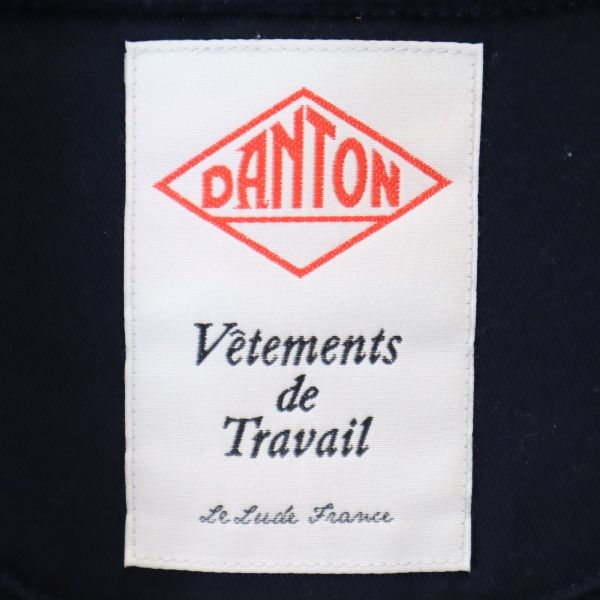 DANTON
Vêtements
de
Travail
Le Lude France